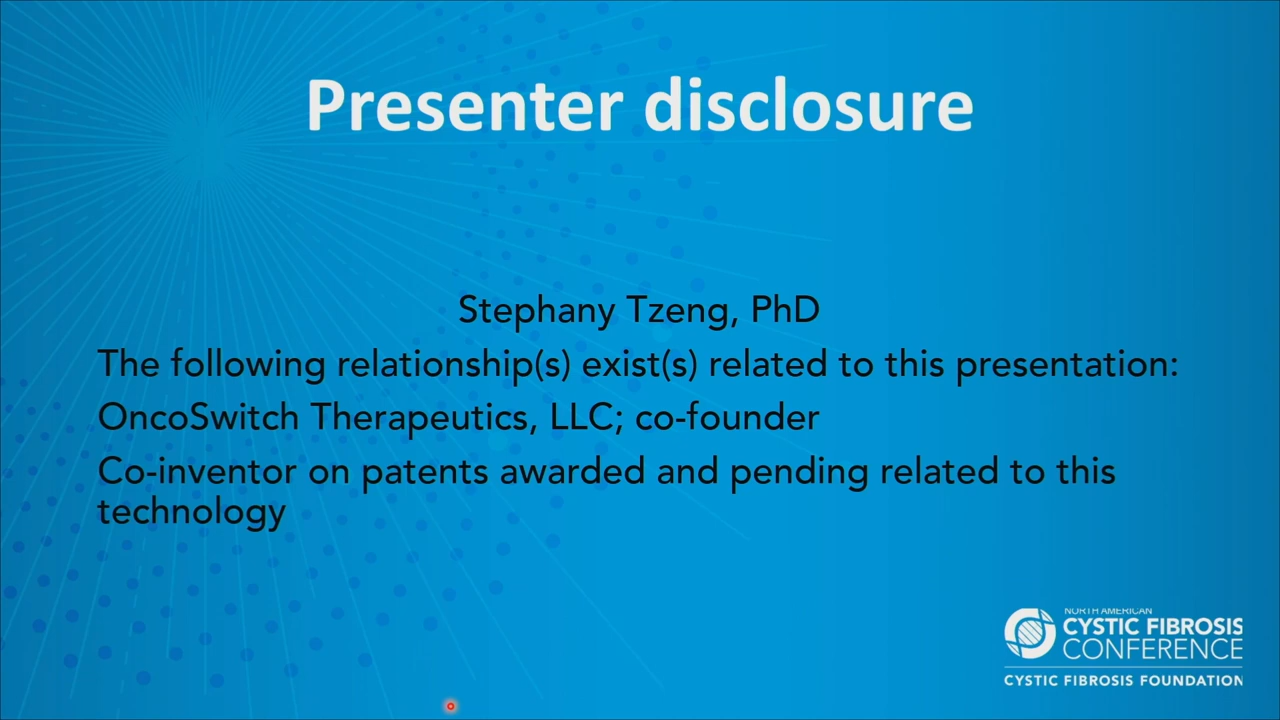 Presenter disclosure
Stephany Tzeng, PhD
The following relationship(s) exist(s) related to this presentation:
OncoSwitch Therapeutics, LLC; co-founder
Co-inventor on patents awarded and pending related to this
technology
NORTH AMERICAN
CYSTIC FIBROSIS
CONFERENCE
CYSTIC FIBROSIS FOUNDATION